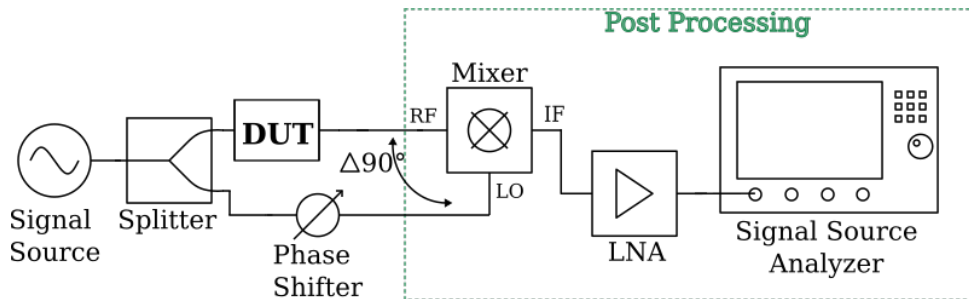 Post Processing
Mixer
DUT
RF
IF
Δ90°
LO
Signal
Source
Splitter
Phase
Shifter
LNA
Signal Source
Analyzer